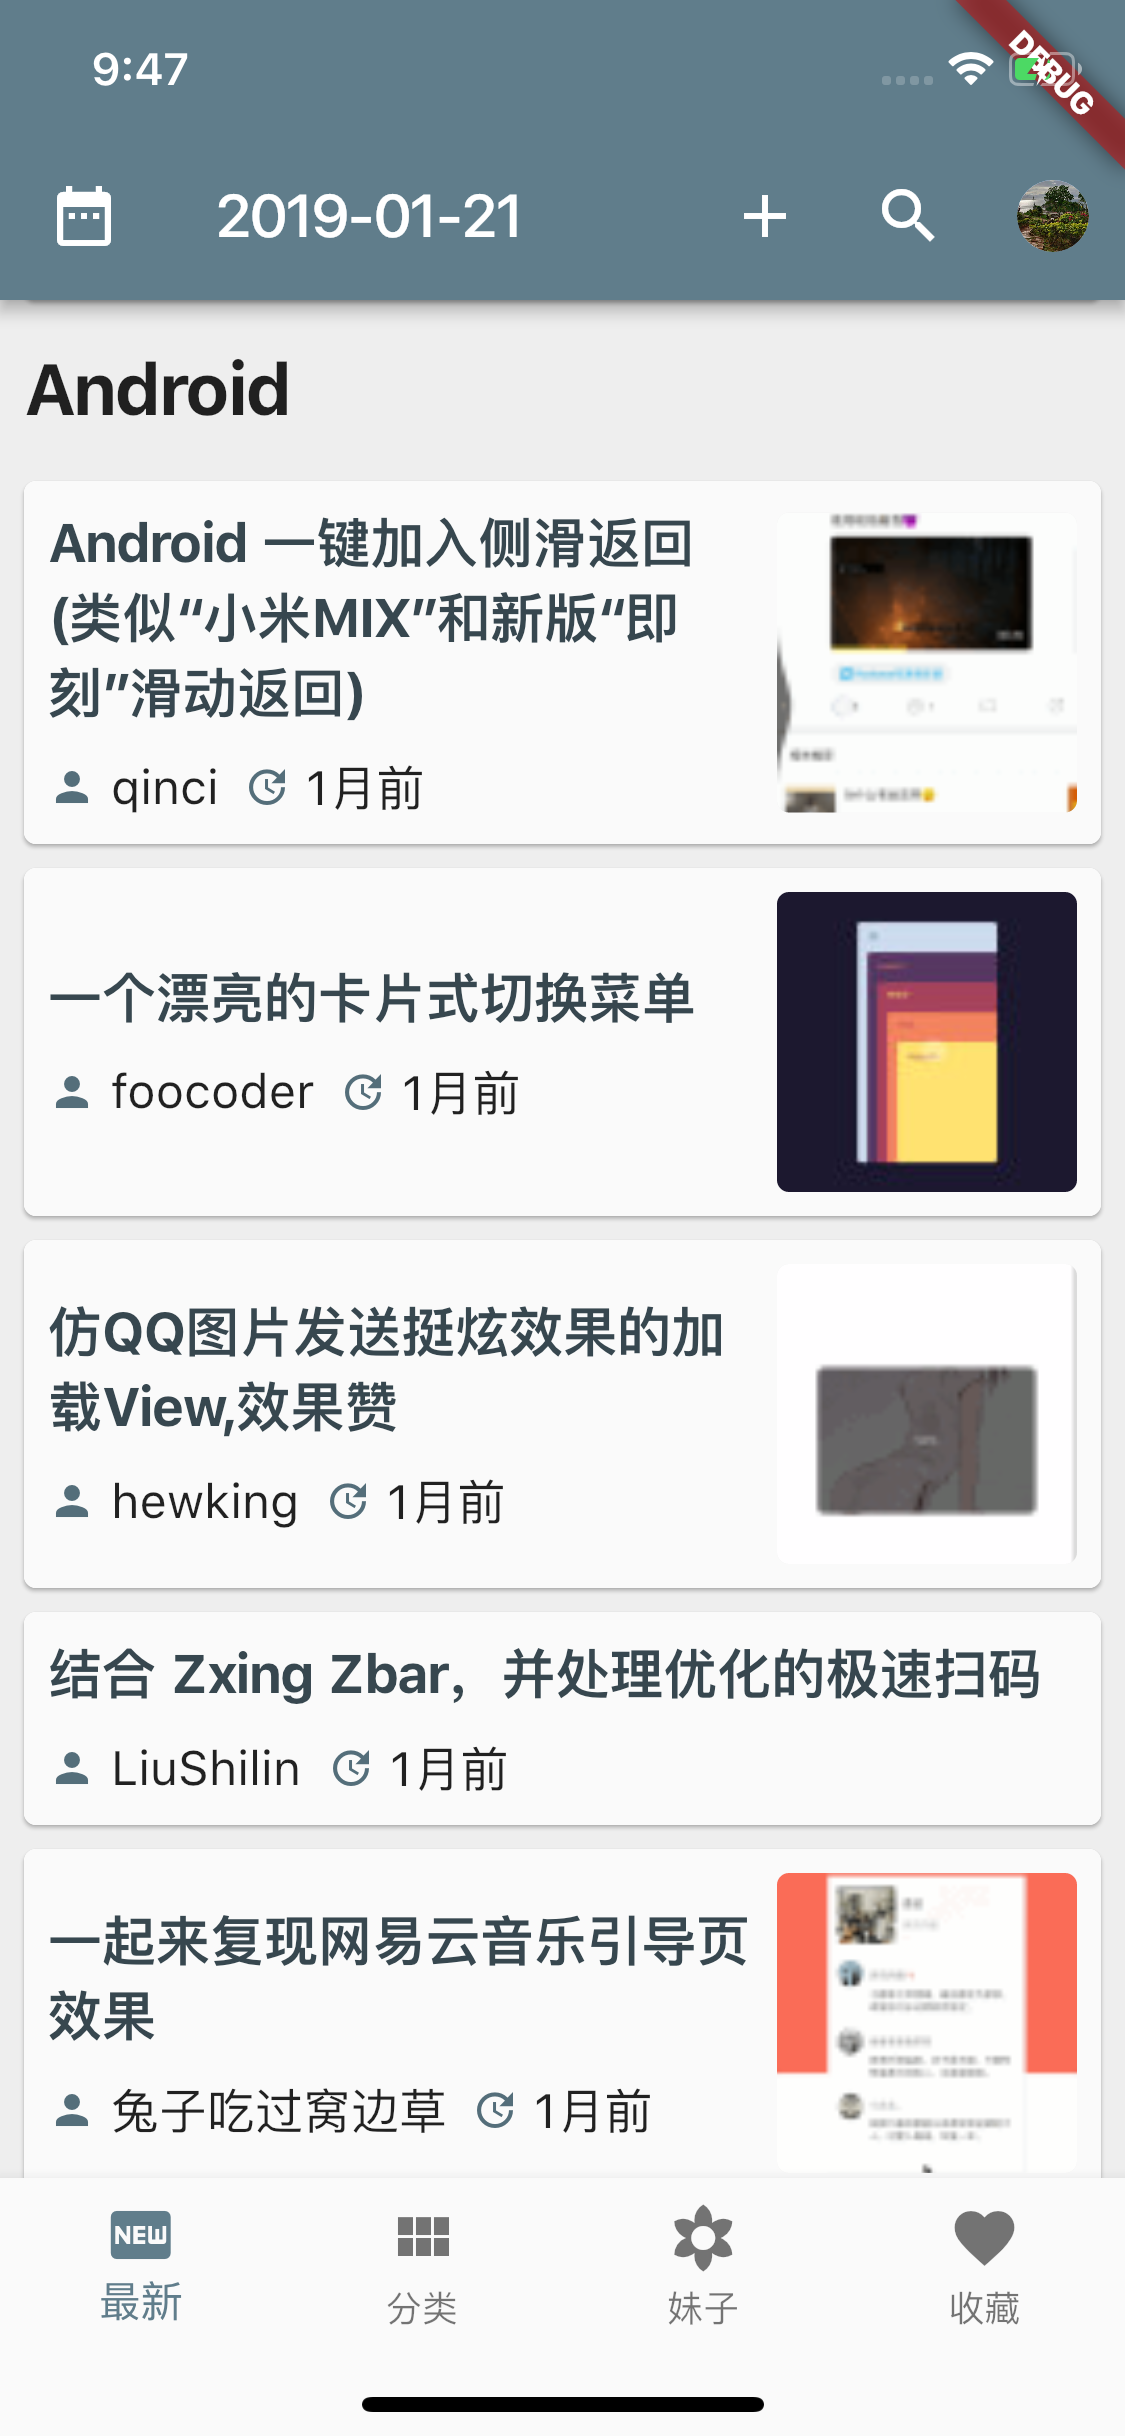 9:47
DEBUG
2019-01-21
Android
Android 一键加入侧滑返回
(类似“小米MIX”和新版“即
刻”滑动返回)
qinci 1月前
一个漂亮的卡片式切换菜单
foocoder 1月前
仿QQ图片发送挺炫效果的加
载View,效果赞
hewking 1月前
结合 Zxing Zbar，并处理优化的极速扫码
LiuShilin 1月前
一起来复现网易云音乐引导页
效果
兔子吃过窝边草 1月前
NEW
最新 分类 妹子 收藏